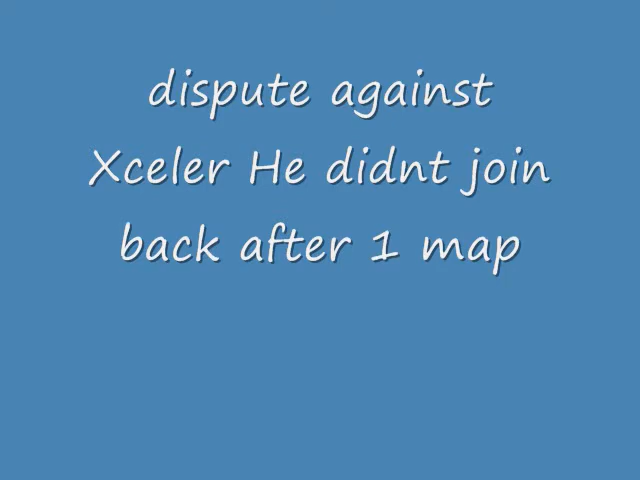 dispute against
Xceler He didnt join
back after 1 map